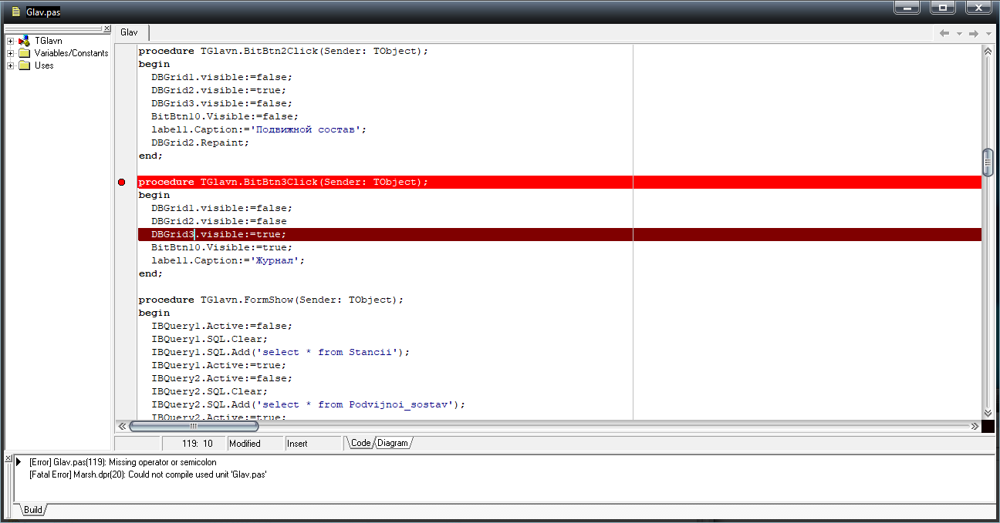 Glav.pas
TGlavn
Variables/Constants
Uses
Glav
procedure TGlavn.BitBtn2Click(Sender: TObject);
begin
DBGrid1.visible:=false;
DBGrid2.visible:=true;
DBGrid3.visible:=false;
BitBtn10.Visible:=false;
label1.Caption:='Подвижной состав';
DBGrid2.Repaint;
end;
procedure TGlavn.BitBtn3Click(Sender: TObject);
begin
DBGrid1.visible:=false;
DBGrid2.visible:=false
DBGrid3.visible:=true;
BitBtn10.Visible:=true;
label1.Caption:='Журнал';
end;
procedure TGlavn.FormShow(Sender: TObject);
begin
IBQuery1.Active:=false;
IBQuery1.SQL.Clear;
IBQuery1.SQL.Add('select * from Stancii');
IBQuery1.Active:=true;
IBQuery2.Active:=false;
IBQuery2.SQL.Clear;
IBQuery2.SQL.Add('select * from Podvijnoi_sostav');
IBQuery2.Active:=true;
119: 10 Modified Insert Code Diagram
[Error] Glav.pas(119): Missing operator or semicolon
[Fatal Error] Marsh.dpr(20): Could not compile used unit 'Glav.pas'
Build